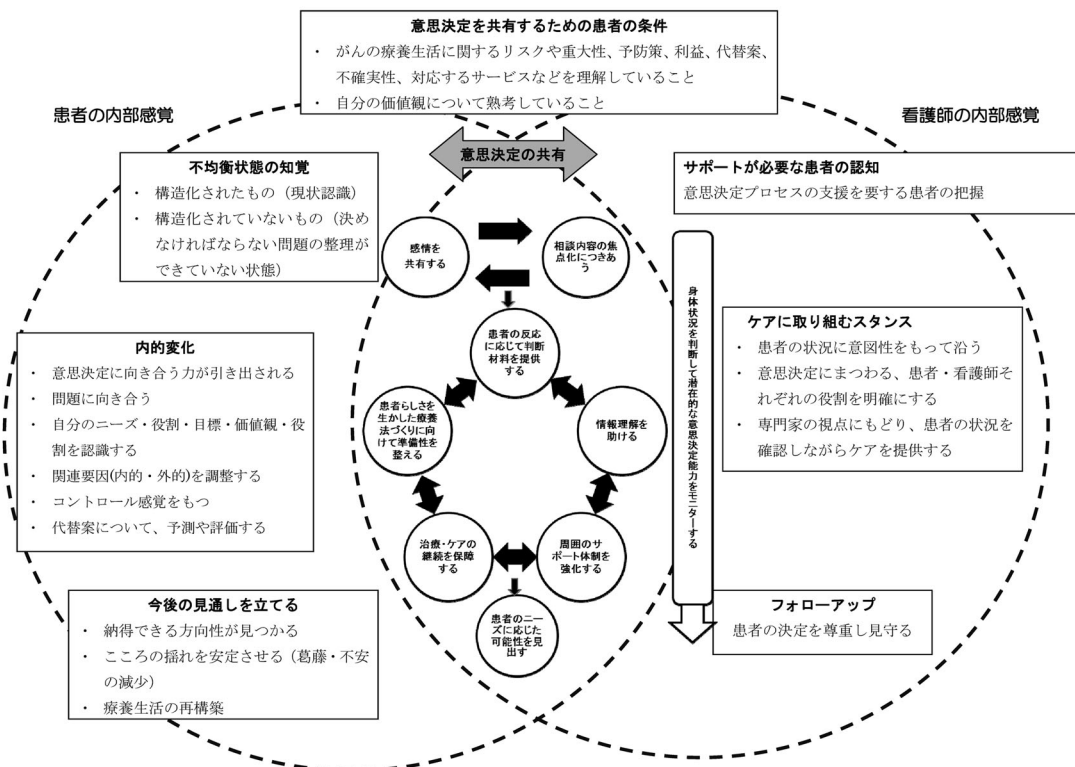 意思決定を共有するための患者の条件
・ がんの療養生活に関するリスクや重大性、予防策、利益、代替案、
不確実性、対応するサービスなどを理解していること
・ 自分の価値観について熟考していること
患者の内部感覚
看護師の内部感覚
意思決定の共有
不均衡状態の知覚
・ 構造化されたもの（現状認識）
・ 構造化されていないもの（決め
なければならない問題の整理が
できていない状態）
サポートが必要な患者の認知
意思決定プロセスの支援を要する患者の把握
感情を
共有する
相談内容の焦
点化につきあ
う
患者の反応
に応じて判断
材料を提供
する
患者らしさを
生かした療養
法づくりに向
けて準備性を
整える
情報理解を
助ける
治療・ケアの
継続を保障
する
周囲のサ
ポート体制を
強化する
患者のニー
ズに応じた
可能性を見
出す
身体状況を判断して潜在的な意思決定能力をモニターする
内的変化
・ 意思決定に向き合う力が引き出される
・ 問題に向き合う
・ 自分のニーズ・役割・目標・価値観・役
割を認識する
・ 関連要因(内的・外的)を調整する
・ コントロール感覚をもつ
・ 代替案について、予測や評価する
ケアに取り組むスタンス
・ 患者の状況に意図性をもって沿う
・ 意思決定にまつわる、患者・看護師そ
れぞれの役割を明確にする
・ 専門家の視点にもどり、患者の状況を
確認しながらケアを提供する
今後の見通しを立てる
・ 納得できる方向性が見つかる
・ こころの揺れを安定させる（葛藤・不安
の減少）
・ 療養生活の再構築
フォローアップ
患者の決定を尊重し見守る